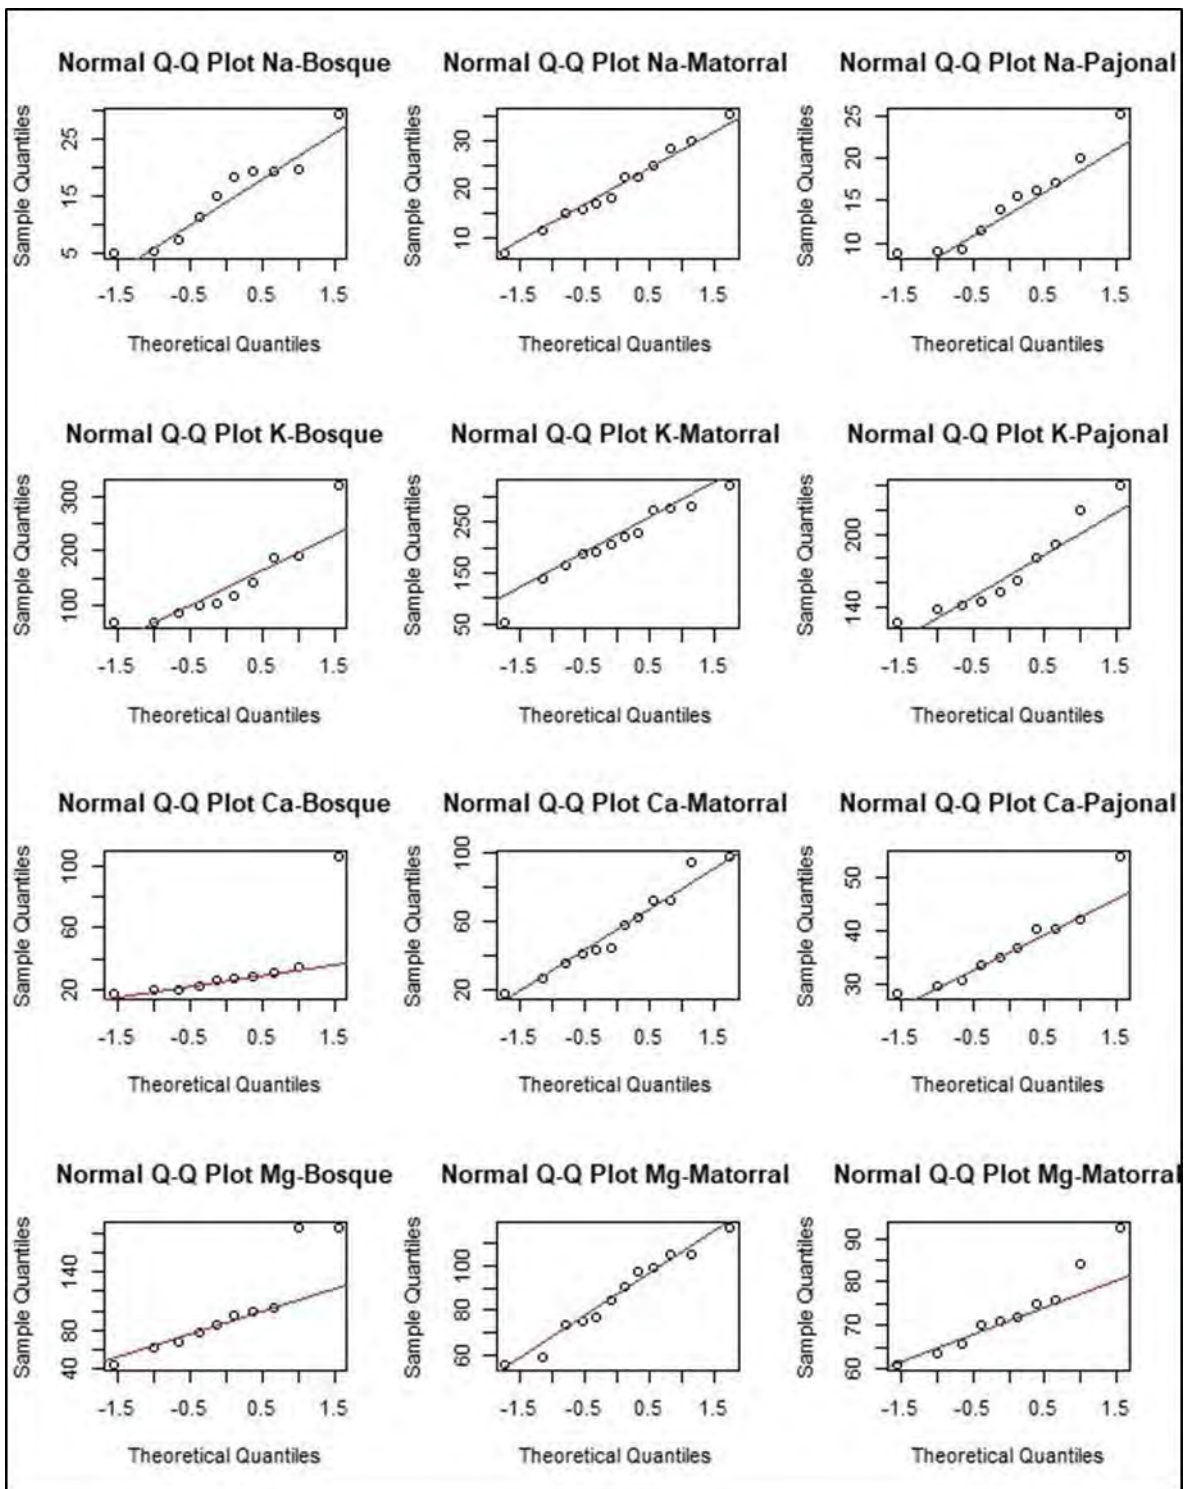 Normal Q-Q Plot Na-Bosque
Sample Quantiles
5 15 25
-1.5 -0.5 0.5 1.5
Theoretical Quantiles
Normal Q-Q Plot Na-Matorral
Sample Quantiles
10 20 30
-1.5 -0.5 0.5 1.5
Theoretical Quantiles
Normal Q-Q Plot Na-Pajonal
Sample Quantiles
10 15 20 25
-1.5 -0.5 0.5 1.5
Theoretical Quantiles
Normal Q-Q Plot K-Bosque
Sample Quantiles
100 200 300
-1.5 -0.5 0.5 1.5
Theoretical Quantiles
Normal Q-Q Plot K-Matorral
Sample Quantiles
50 150 250
-1.5 -0.5 0.5 1.5
Theoretical Quantiles
Normal Q-Q Plot K-Pajonal
Sample Quantiles
140 200
-1.5 -0.5 0.5 1.5
Theoretical Quantiles
Normal Q-Q Plot Ca-Bosque
Sample Quantiles
20 60 100
-1.5 -0.5 0.5 1.5
Theoretical Quantiles
Normal Q-Q Plot Ca-Matorral
Sample Quantiles
20 60 100
-1.5 -0.5 0.5 1.5
Theoretical Quantiles
Normal Q-Q Plot Ca-Pajonal
Sample Quantiles
30 40 50
-1.5 -0.5 0.5 1.5
Theoretical Quantiles
Normal Q-Q Plot Mg-Bosque
Sample Quantiles
40 80 140
-1.5 -0.5 0.5 1.5
Theoretical Quantiles
Normal Q-Q Plot Mg-Matorral
Sample Quantiles
60 80 100
-1.5 -0.5 0.5 1.5
Theoretical Quantiles
Normal Q-Q Plot Mg-Matorral
Sample Quantiles
60 70 80 90
-1.5 -0.5 0.5 1.5
Theoretical Quantiles